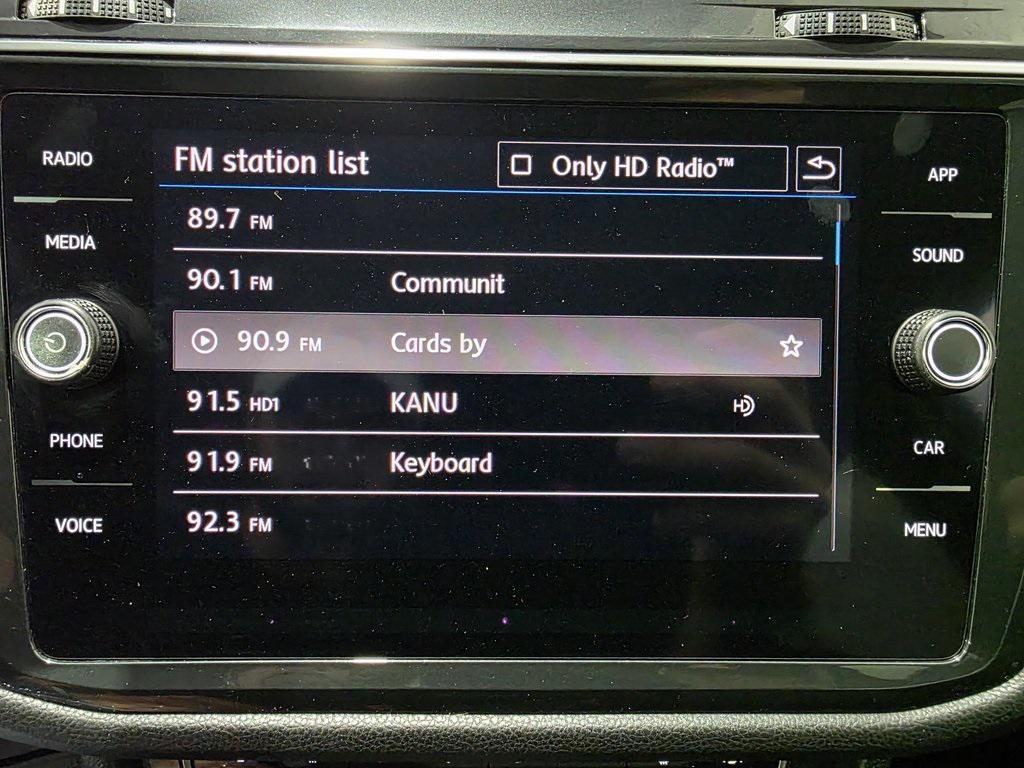 RADIO
FM station list
Only HD Radio™
APP
MEDIA
89.7 FM
SOUND
90.1 FM Communit
90.9 FM Cards by
91.5 HD1 KANU HD
PHONE
CAR
91.9 FM Keyboard
VOICE
92.3 FM
MENU